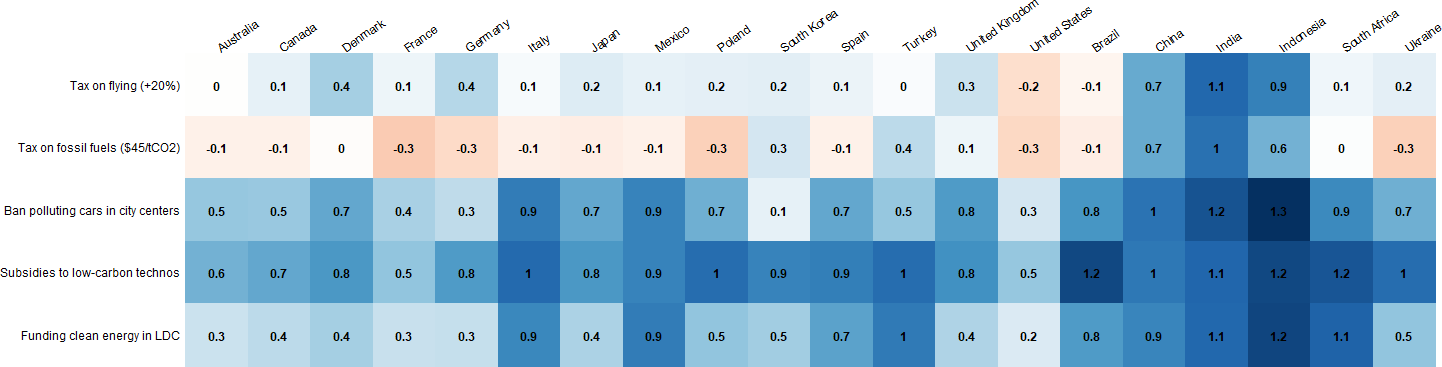 Australia Canada Denmark France Germany Italy Japan Mexico Poland South Korea Spain Turkey United Kingdom United States Brazil China India Indonesia South Africa Ukraine
Tax on flying (+20%) 0 0.1 0.4 0.1 0.4 0.1 0.2 0.1 0.2 0.2 0.1 0 0.3 -0.2 -0.1 0.7 1.1 0.9 0.1 0.2
Tax on fossil fuels ($45/tCO2) -0.1 -0.1 0 -0.3 -0.3 -0.1 -0.1 -0.1 -0.3 0.3 -0.1 0.4 0.1 -0.3 -0.1 0.7 1 0.6 0 -0.3
Ban polluting cars in city centers 0.5 0.5 0.7 0.4 0.3 0.9 0.7 0.9 0.7 0.1 0.7 0.5 0.8 0.3 0.8 1 1.2 1.3 0.9 0.7
Subsidies to low-carbon technos 0.6 0.7 0.8 0.5 0.8 1 0.8 0.9 1 0.9 0.9 1 0.8 0.5 1.2 1 1.1 1.2 1.2 1
Funding clean energy in LDC 0.3 0.4 0.4 0.3 0.3 0.9 0.4 0.9 0.5 0.5 0.7 1 0.4 0.2 0.8 0.9 1.1 1.2 1.1 0.5